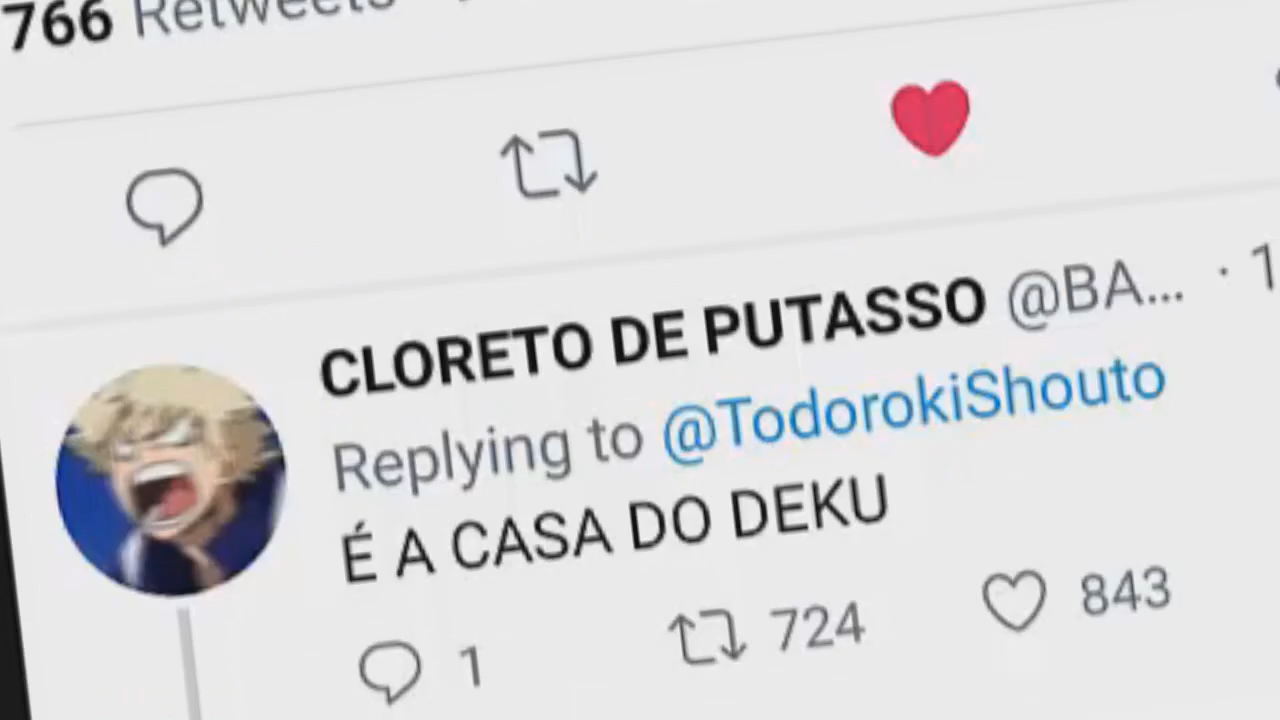 766 Retweets
CLORETO DE PUTASSO @BA... · 1
Replying to @TodorokiShouto
É A CASA DO DEKU
1 724 843